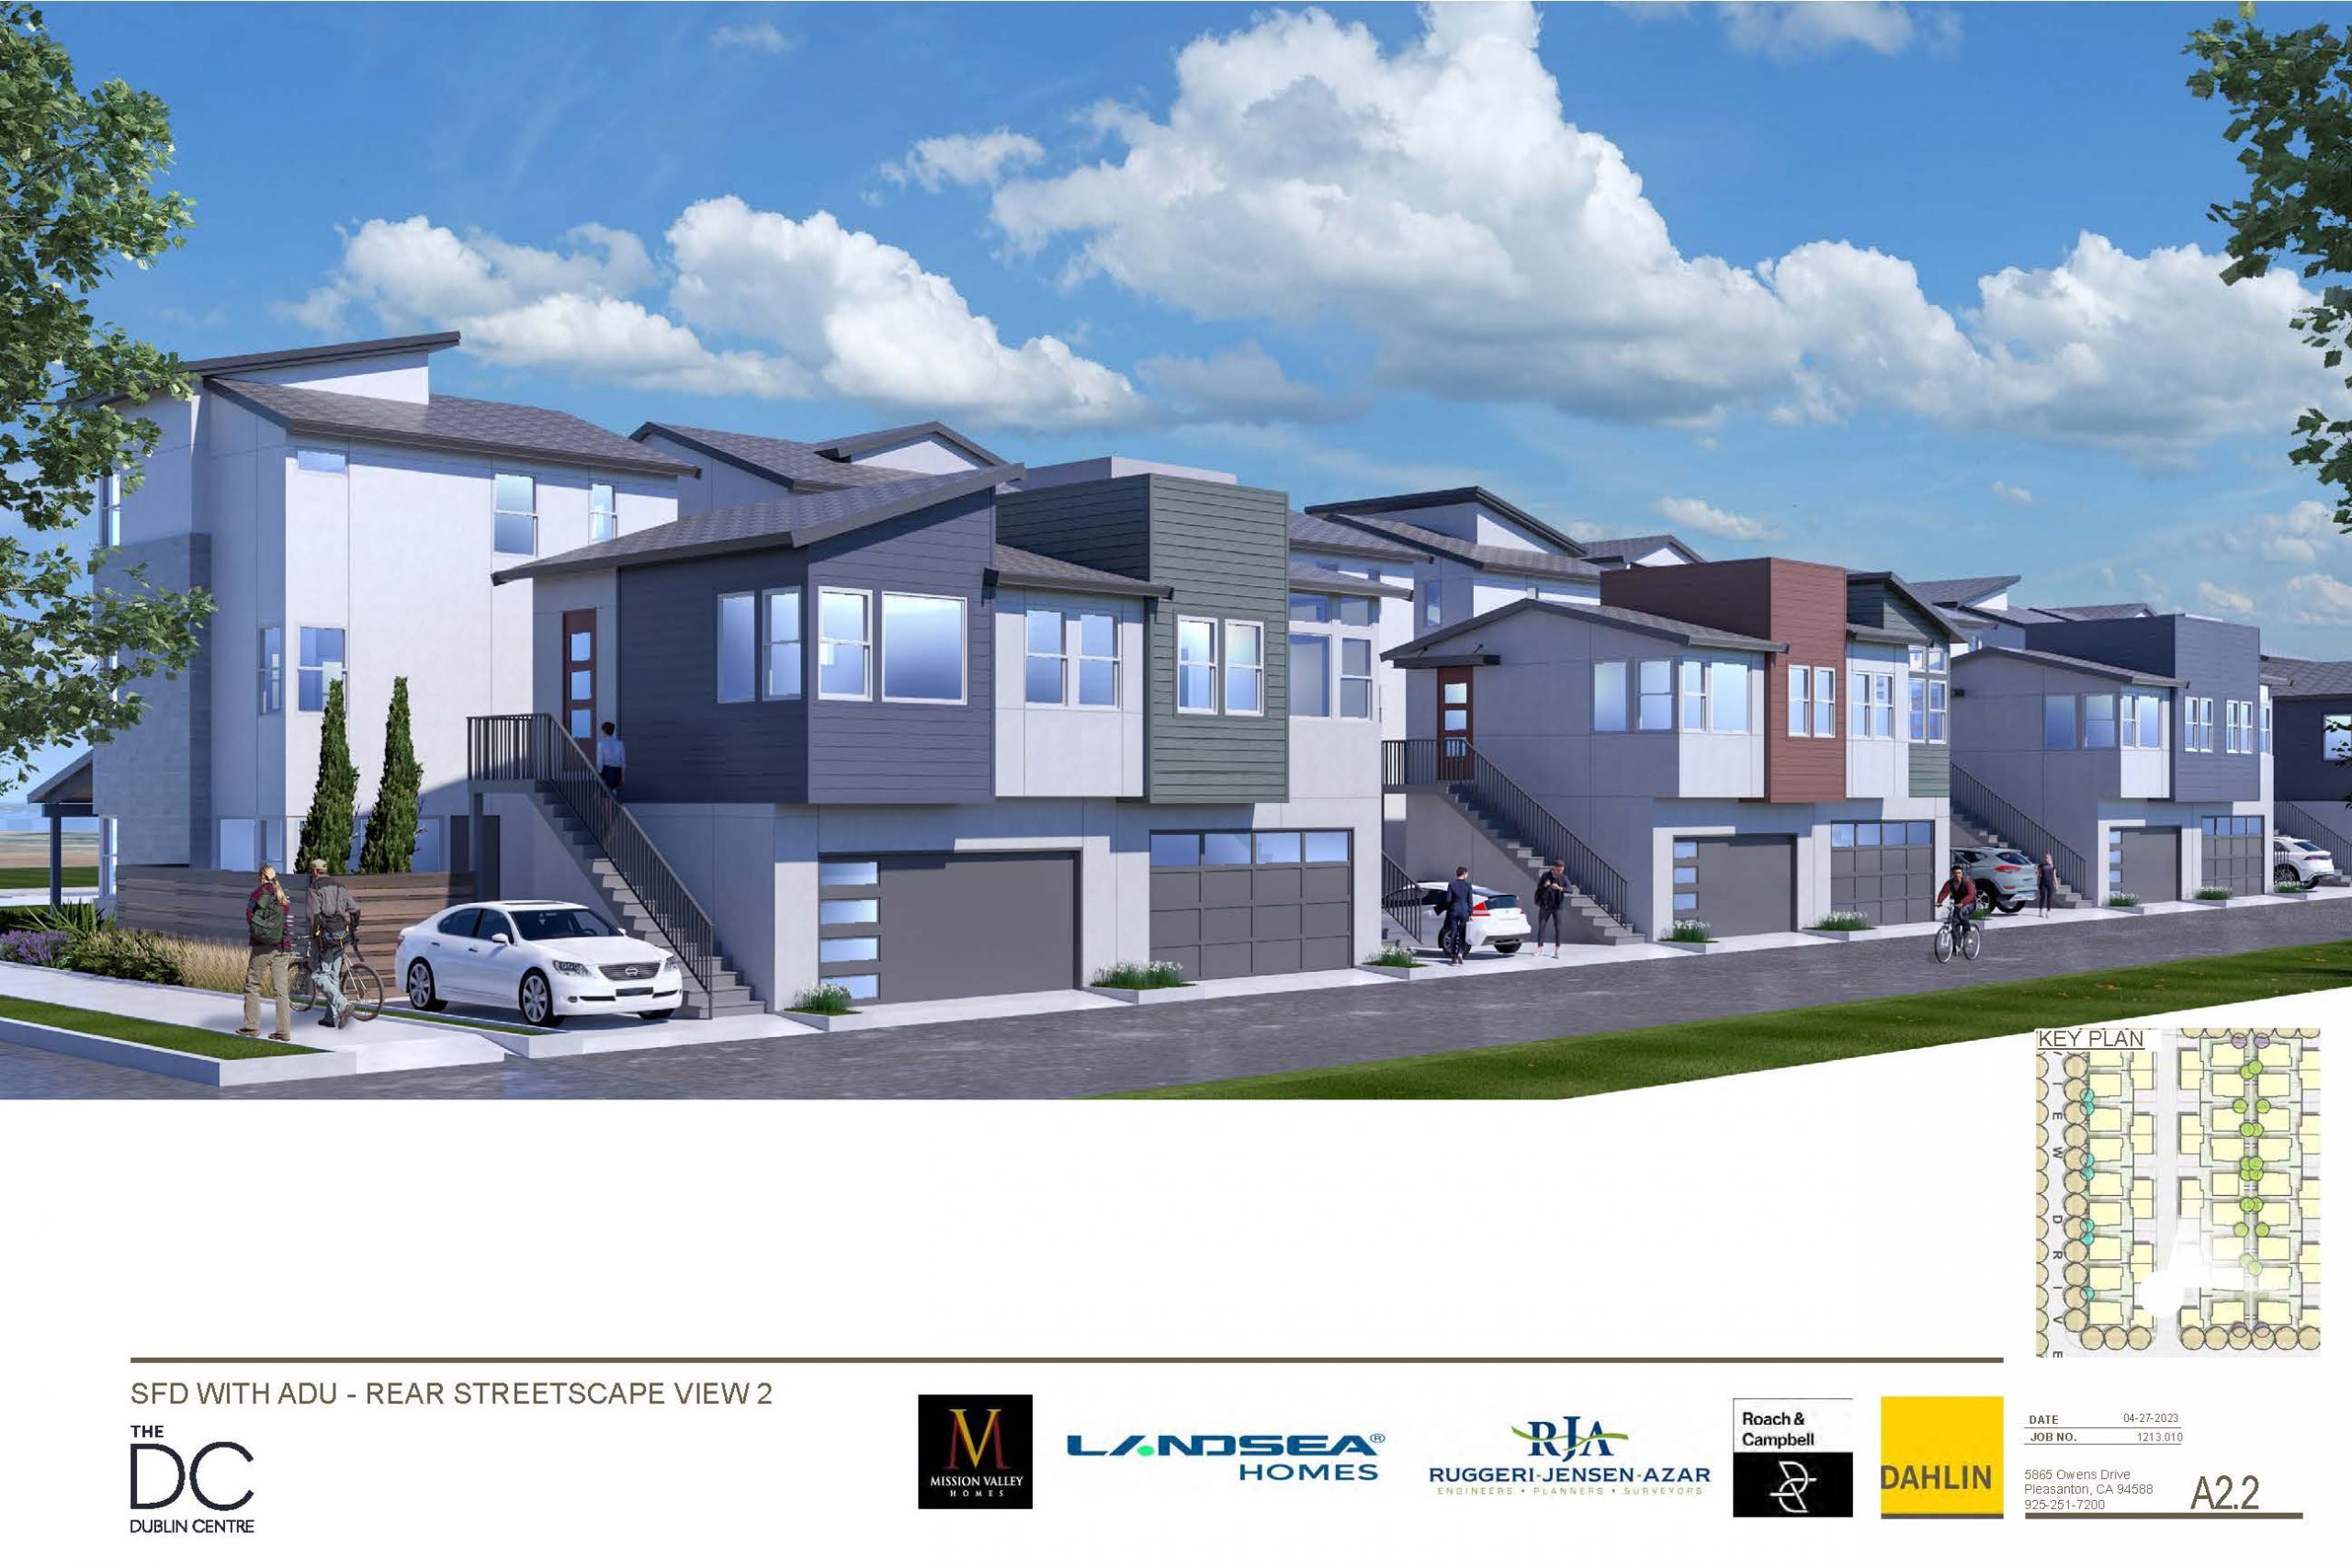 KEY PLAN
VIEW DRIVE
SFD WITH ADU - REAR STREETSCAPE VIEW 2
THE
DC
DUBLIN CENTRE
M
MISSION VALLEY
HOMES
LANDSEA®
HOMES
RJA
RUGGERI-JENSEN-AZAR
ENGINEERS • PLANNERS • SURVEYORS
Roach &
Campbell
DAHLIN
DATE 04-27-2023
JOB NO. 1213.010
5865 Owens Drive
Pleasanton, CA 94588
925-251-7200
A2.2